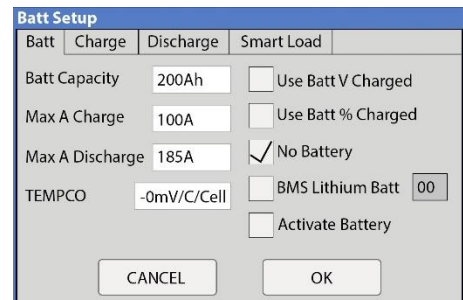 Batt Setup
Batt Charge Discharge Smart Load
Batt Capacity 200Ah Use Batt V Charged
Max A Charge 100A Use Batt % Charged
Max A Discharge 185A No Battery
TEMPCO -0mV/C/Cell BMS Lithium Batt 00
Activate Battery
CANCEL OK